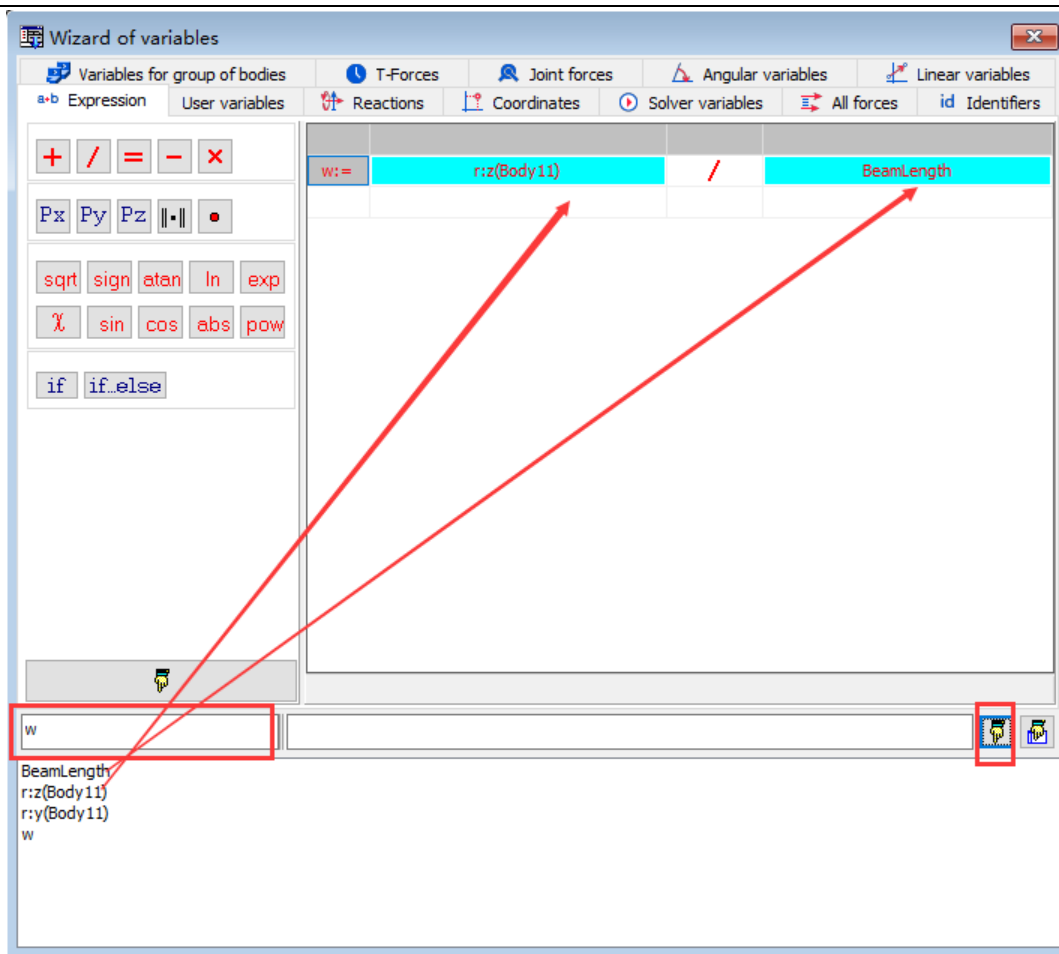 Wizard of variables
Variables for group of bodies T-Forces Joint forces Angular variables Linear variables
a+b Expression User variables Reactions Coordinates Solver variables All forces id Identifiers
+ / = - ×
w:= r:z(Body11) / BeamLength
Px Py Pz ‖▪‖ •
sqrt sign atan ln exp
χ sin cos abs pow
if if…else
w
BeamLength
r:z(Body11)
r:y(Body11)
w